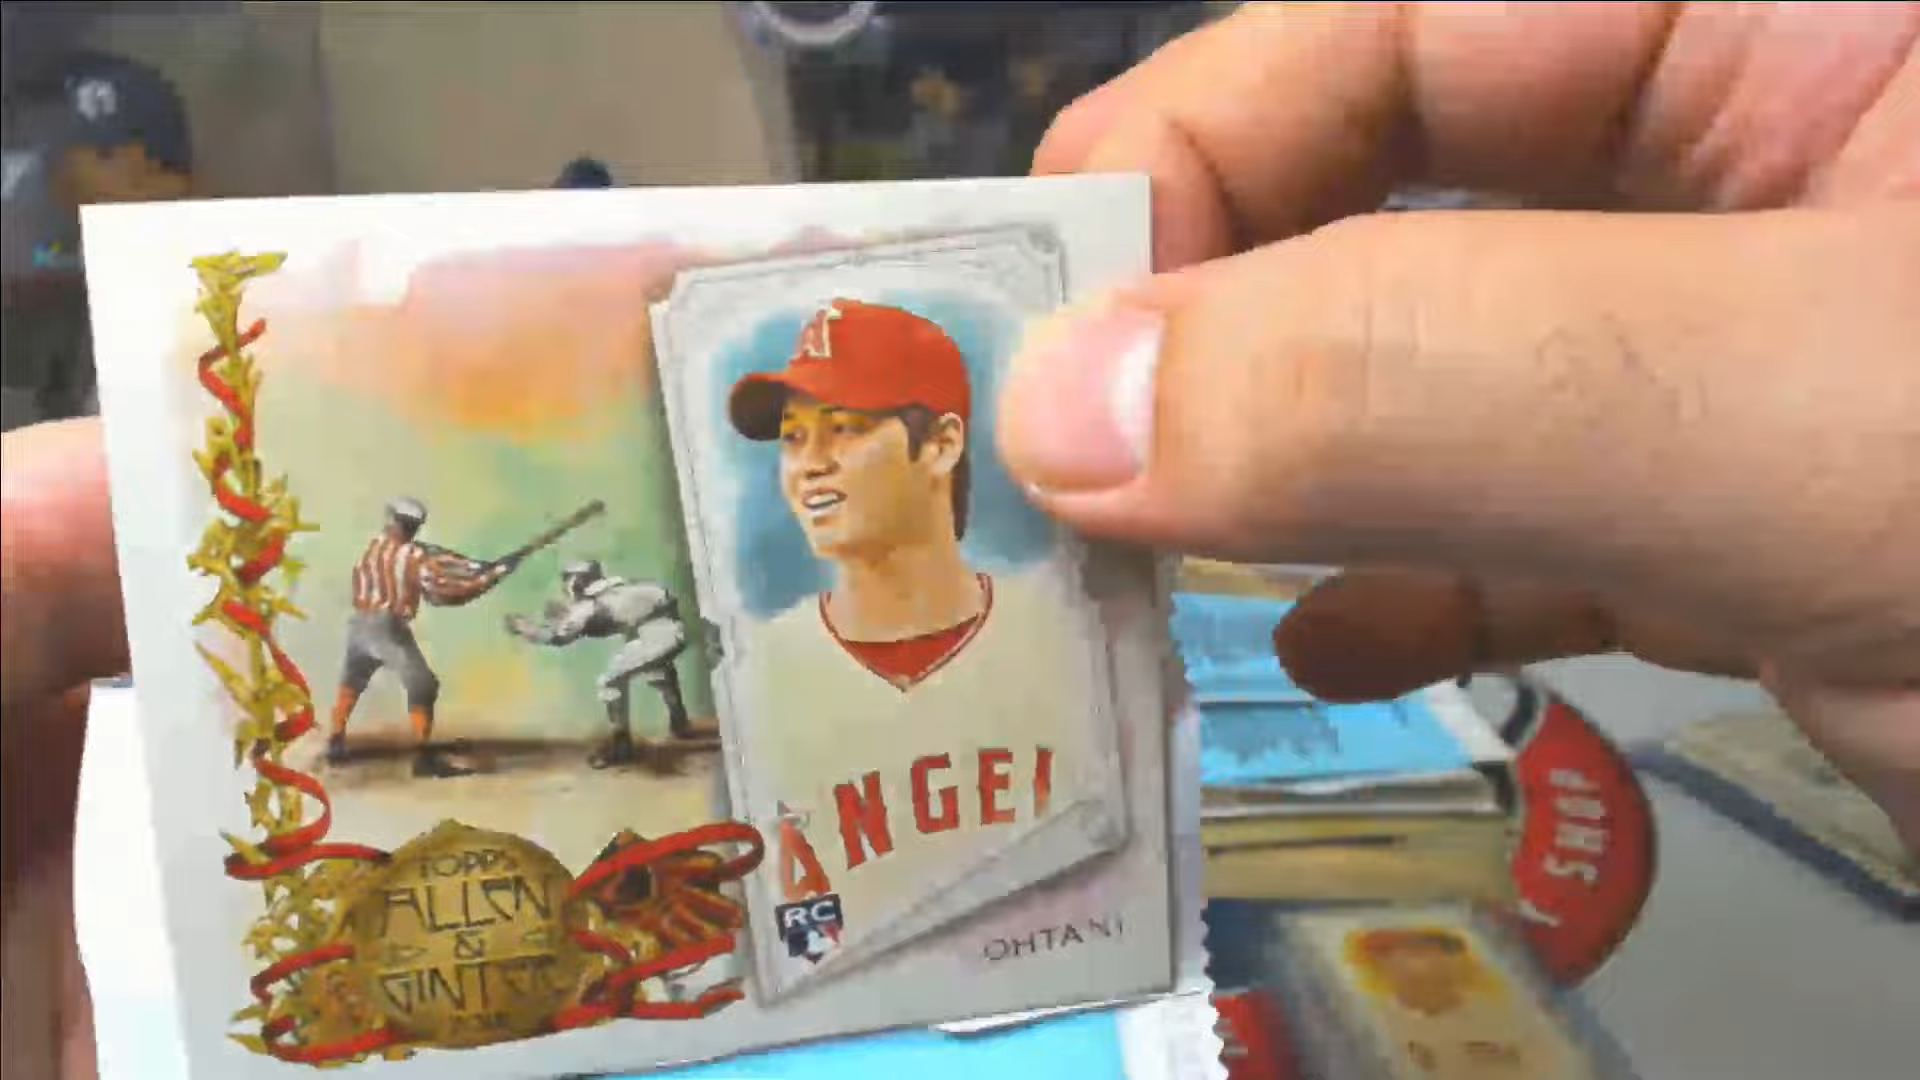 A
TOPPS
ALLEN
&
GINTER
ANGEL
RC
OHTANI
SHOP